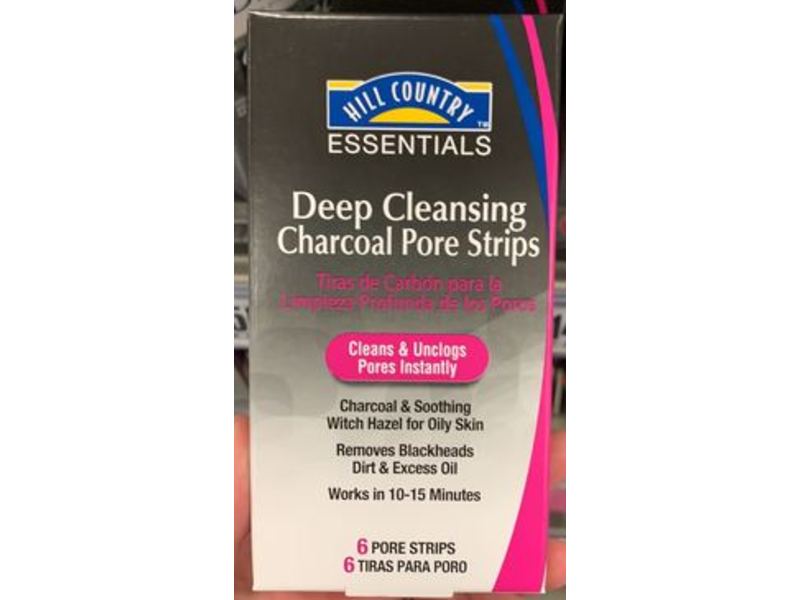 HILL COUNTRY
TM
ESSENTIALS
Deep Cleansing
Charcoal Pore Strips
Tiras de Carbón para la
Limpieza Profunda de los Poros
Cleans & Unclogs
Pores Instantly
Charcoal & Soothing
Witch Hazel for Oily Skin
Removes Blackheads
Dirt & Excess Oil
Works in 10-15 Minutes
6 PORE STRIPS
6 TIRAS PARA PORO